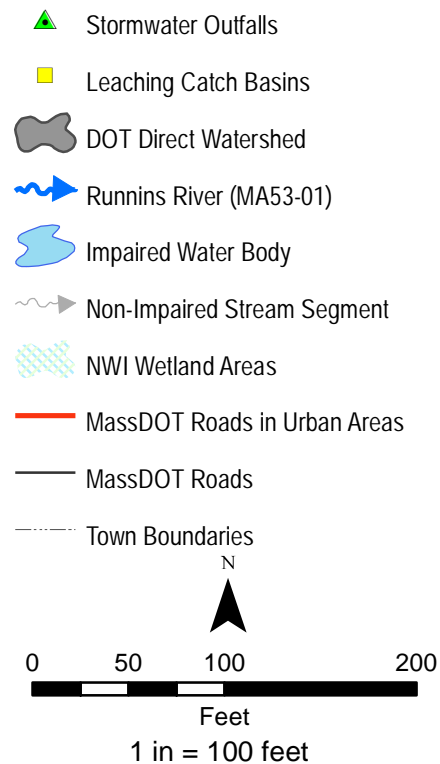 Stormwater Outfalls
Leaching Catch Basins
DOT Direct Watershed
Runnins River (MA53-01)
Impaired Water Body
Non-Impaired Stream Segment
NWI Wetland Areas
MassDOT Roads in Urban Areas
MassDOT Roads
Town Boundaries
N
0 50 100 200
Feet
1 in = 100 feet